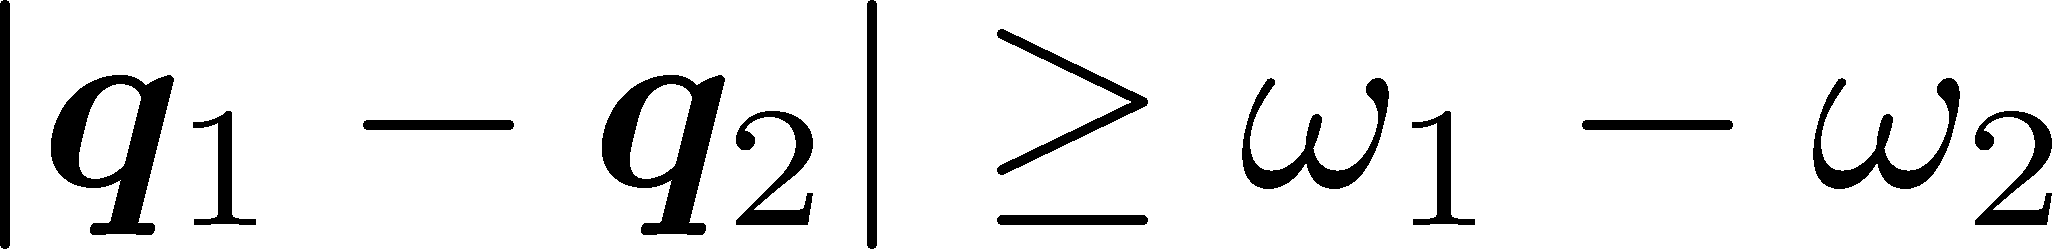 |𝒒₁ − 𝒒₂| ≥ ω₁ − ω₂